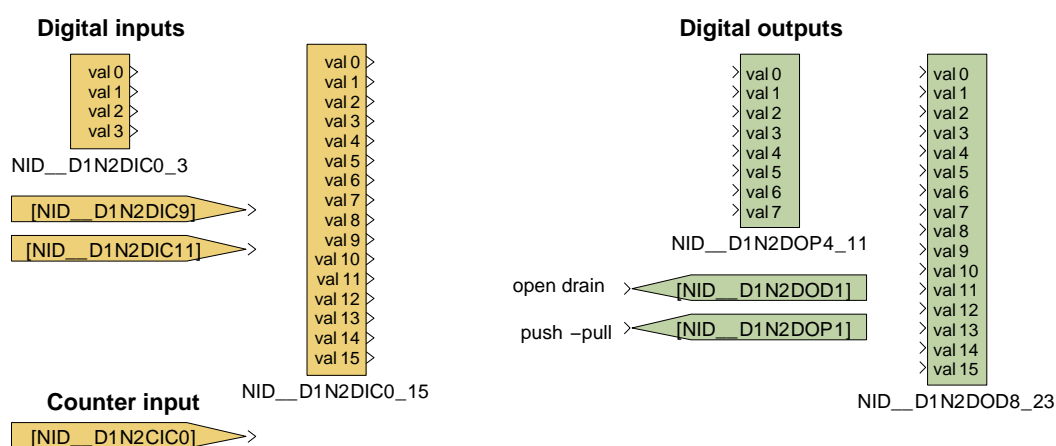 Digital inputs
val 0
val 1
val 2
val 3
NID__D1N2DIC0_3
[NID__D1N2DIC9]
[NID__D1N2DIC11]
val 0
val 1
val 2
val 3
val 4
val 5
val 6
val 7
val 8
val 9
val 10
val 11
val 12
val 13
val 14
val 15
NID__D1N2DIC0_15
Counter input
[NID__D1N2CIC0]
Digital outputs
val 0
val 1
val 2
val 3
val 4
val 5
val 6
val 7
NID__D1N2DOP4_11
open drain
[NID__D1N2DOD1]
push −pull
[NID__D1N2DOP1]
val 0
val 1
val 2
val 3
val 4
val 5
val 6
val 7
val 8
val 9
val 10
val 11
val 12
val 13
val 14
val 15
NID__D1N2DOD8_23